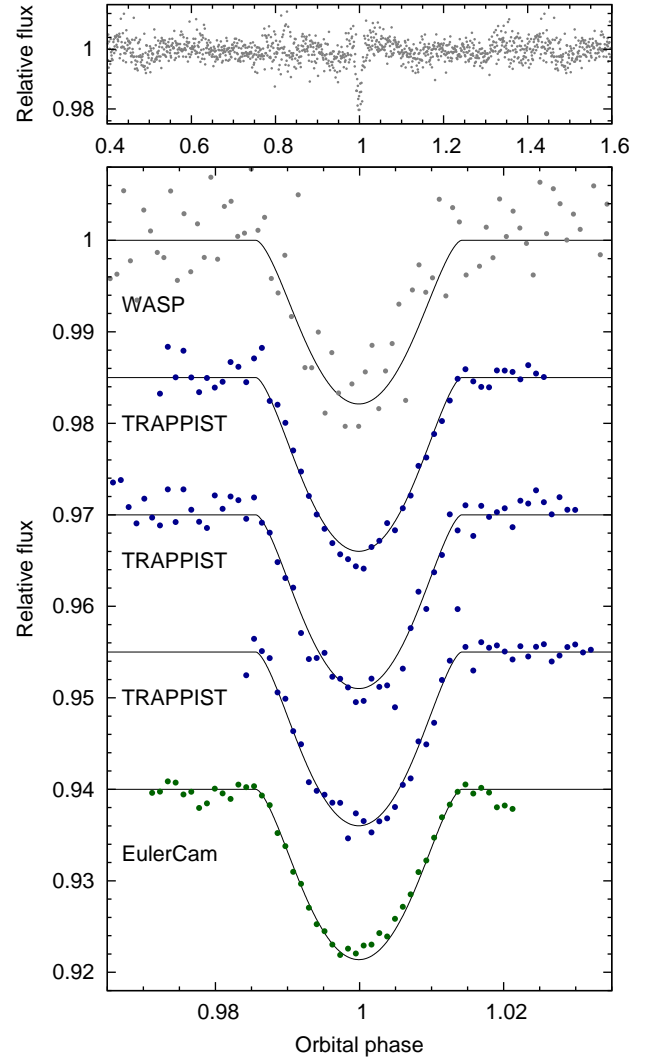 Relative flux
1
0.98
0.4 0.6 0.8 1 1.2 1.4 1.6
1
0.99
WASP
0.98
TRAPPIST
0.97
TRAPPIST
0.96
Relative flux
TRAPPIST
0.95
0.94
EulerCam
0.93
0.92
0.98 1 1.02
Orbital phase